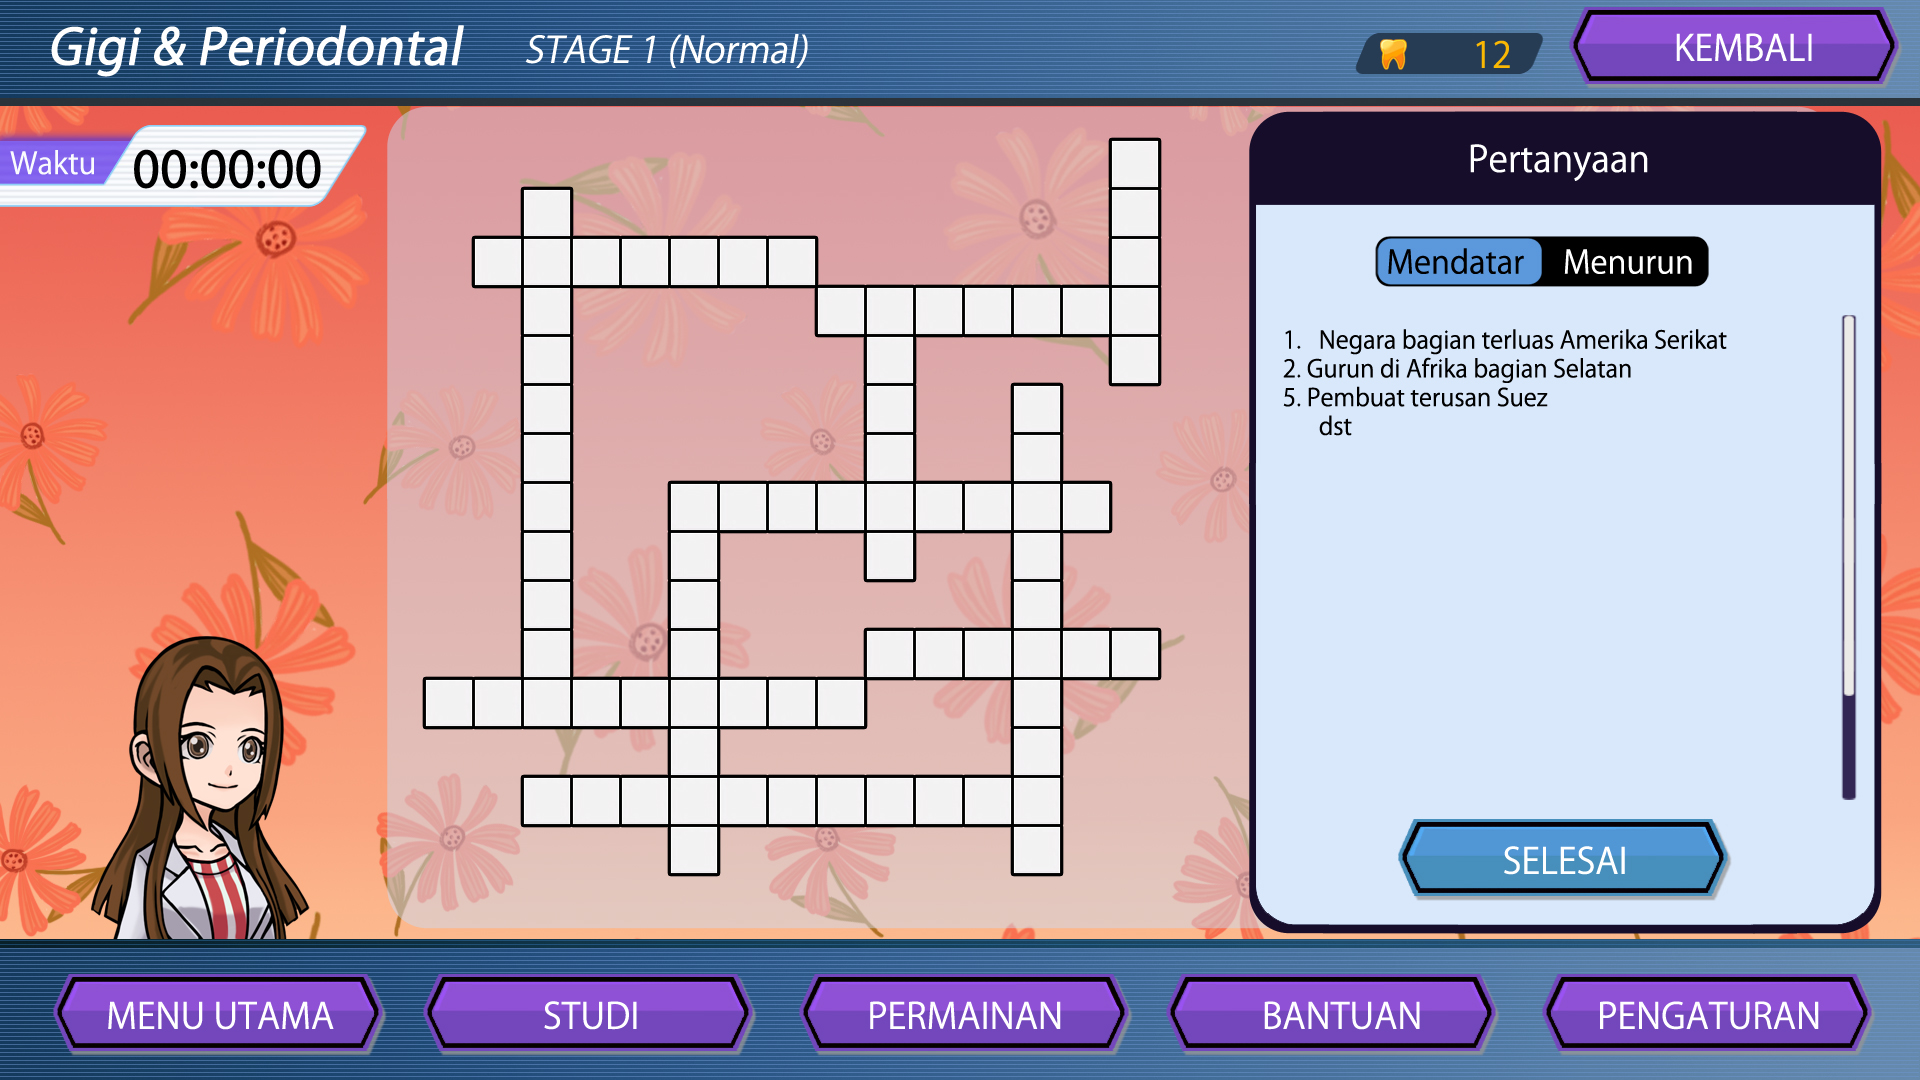 Gigi & Periodontal
STAGE 1 (Normal)
12
KEMBALI
Waktu
00:00:00
Pertanyaan
Mendatar
Menurun
1. Negara bagian terluas Amerika Serikat
2. Gurun di Afrika bagian Selatan
5. Pembuat terusan Suez
dst
SELESAI
MENU UTAMA
STUDI
PERMAINAN
BANTUAN
PENGATURAN